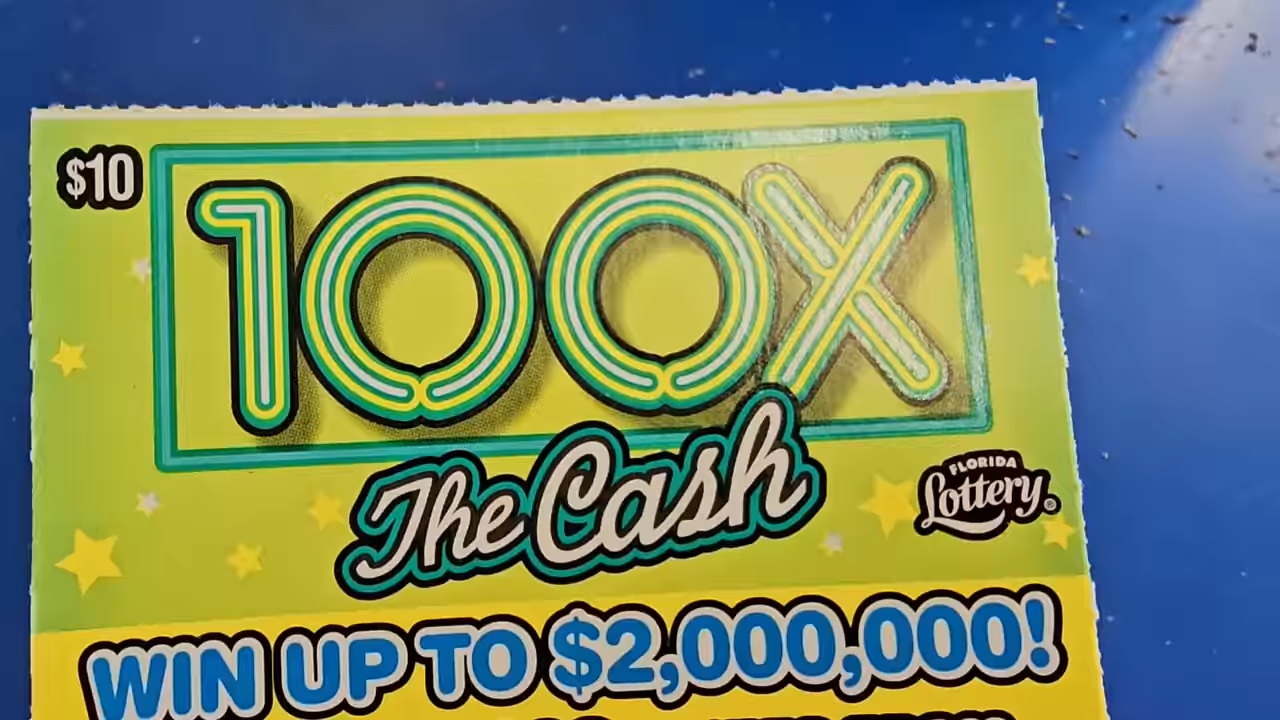 $10
100X
The Cash
FLORIDA
Lottery®
WIN UP TO $2,000,000!